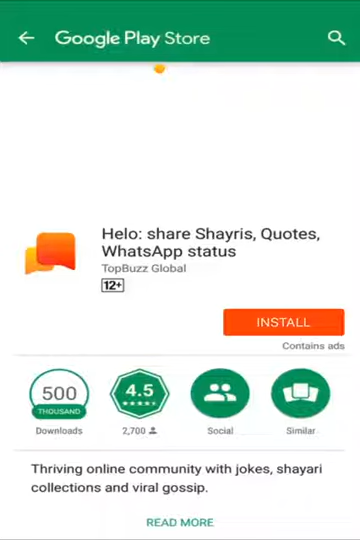 Google Play Store
Helo: share Shayris, Quotes,
WhatsApp status
TopBuzz Global
12+
INSTALL
Contains ads
500
THOUSAND
4.5
Downloads
2,700
Social
Similar
Thriving online community with jokes, shayari
collections and viral gossip.
READ MORE